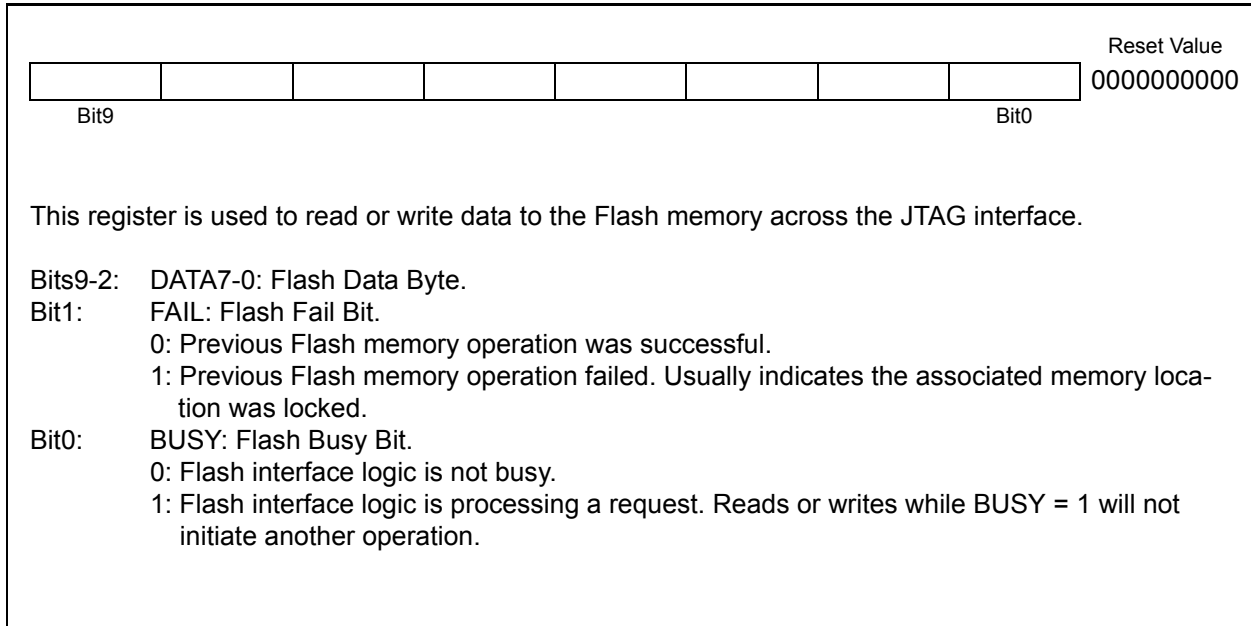 Reset Value
0000000000
Bit9 Bit0
This register is used to read or write data to the Flash memory across the JTAG interface.
Bits9-2: DATA7-0: Flash Data Byte.
Bit1: FAIL: Flash Fail Bit.
0: Previous Flash memory operation was successful.
1: Previous Flash memory operation failed. Usually indicates the associated memory loca-
tion was locked.
Bit0: BUSY: Flash Busy Bit.
0: Flash interface logic is not busy.
1: Flash interface logic is processing a request. Reads or writes while BUSY = 1 will not
initiate another operation.